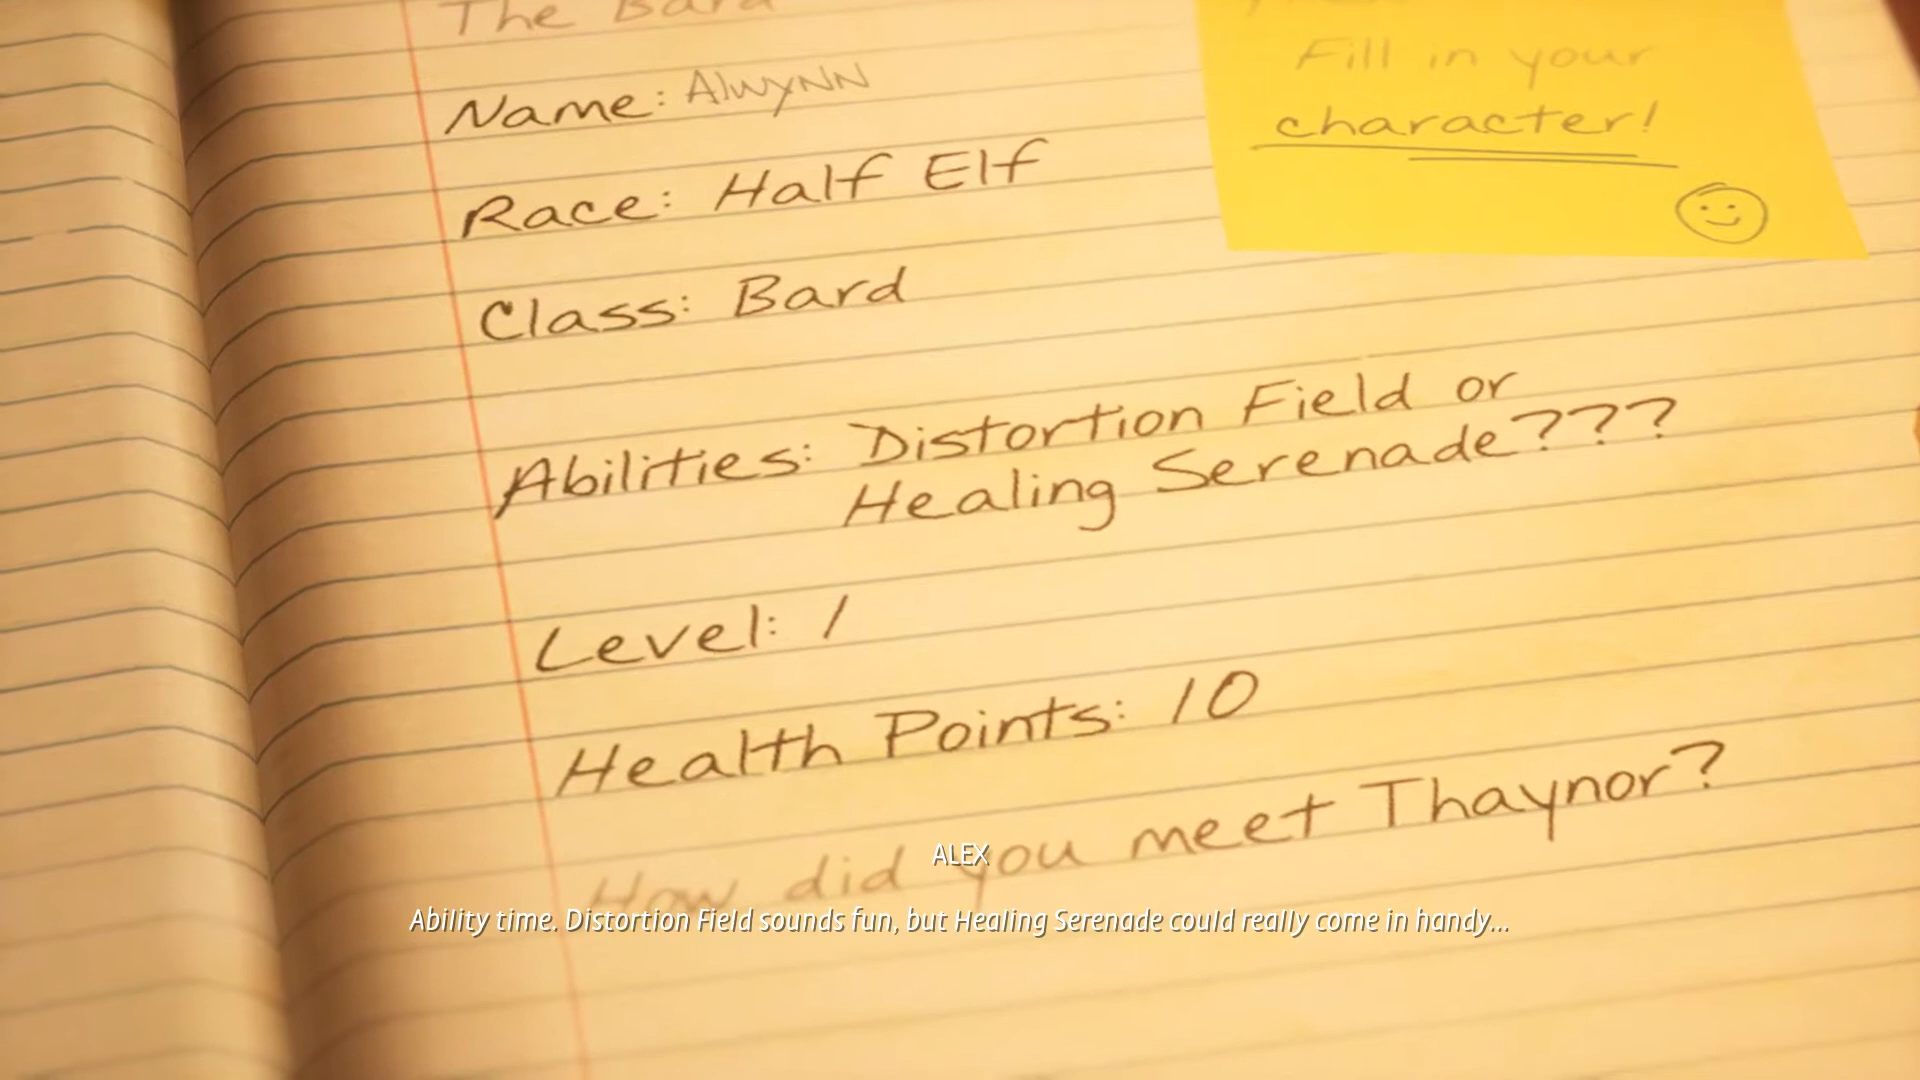 The Bard
Name: Alwynn
Race: Half Elf
Class: Bard
Abilities: Distortion Field or
Healing Serenade???
Level: 1
Health Points: 10
How did you meet Thaynor?
Fill in your
character!
ALEX
Ability time. Distortion Field sounds fun, but Healing Serenade could really come in handy...